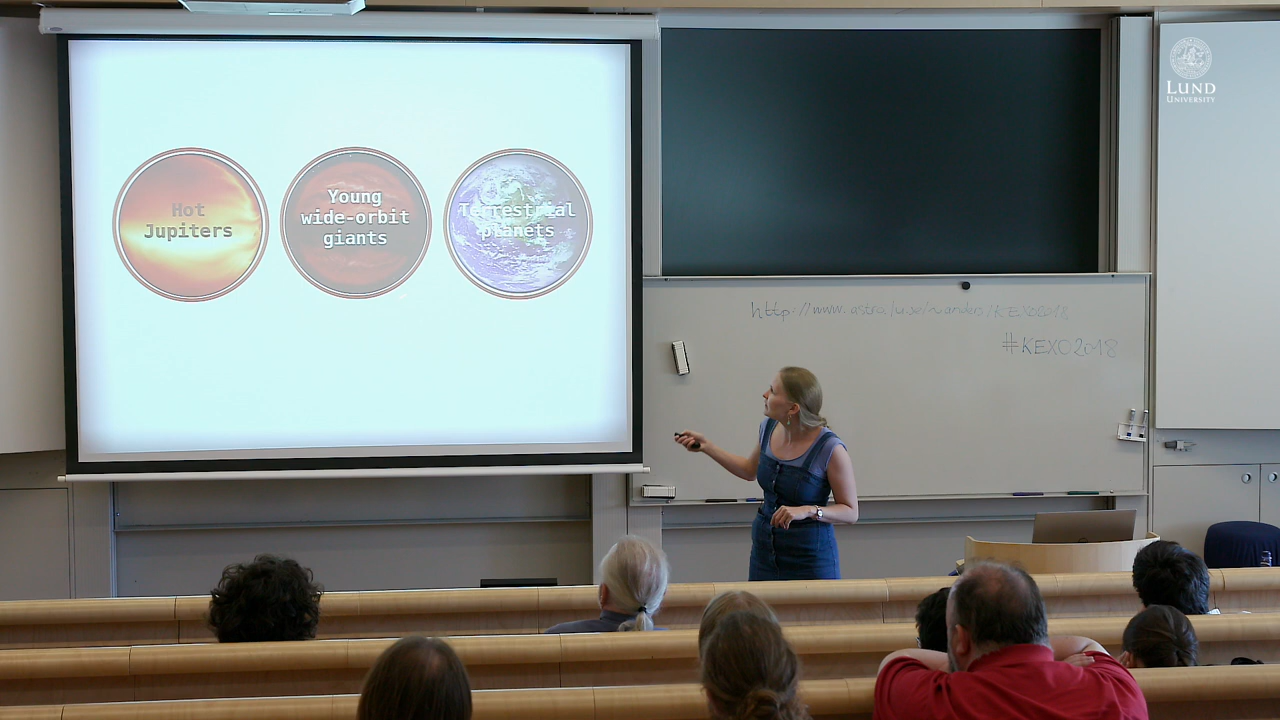 Hot
Jupiters
Young
wide-orbit
giants
Terrestrial
planets
LUND
UNIVERSITY
#KEXO2018